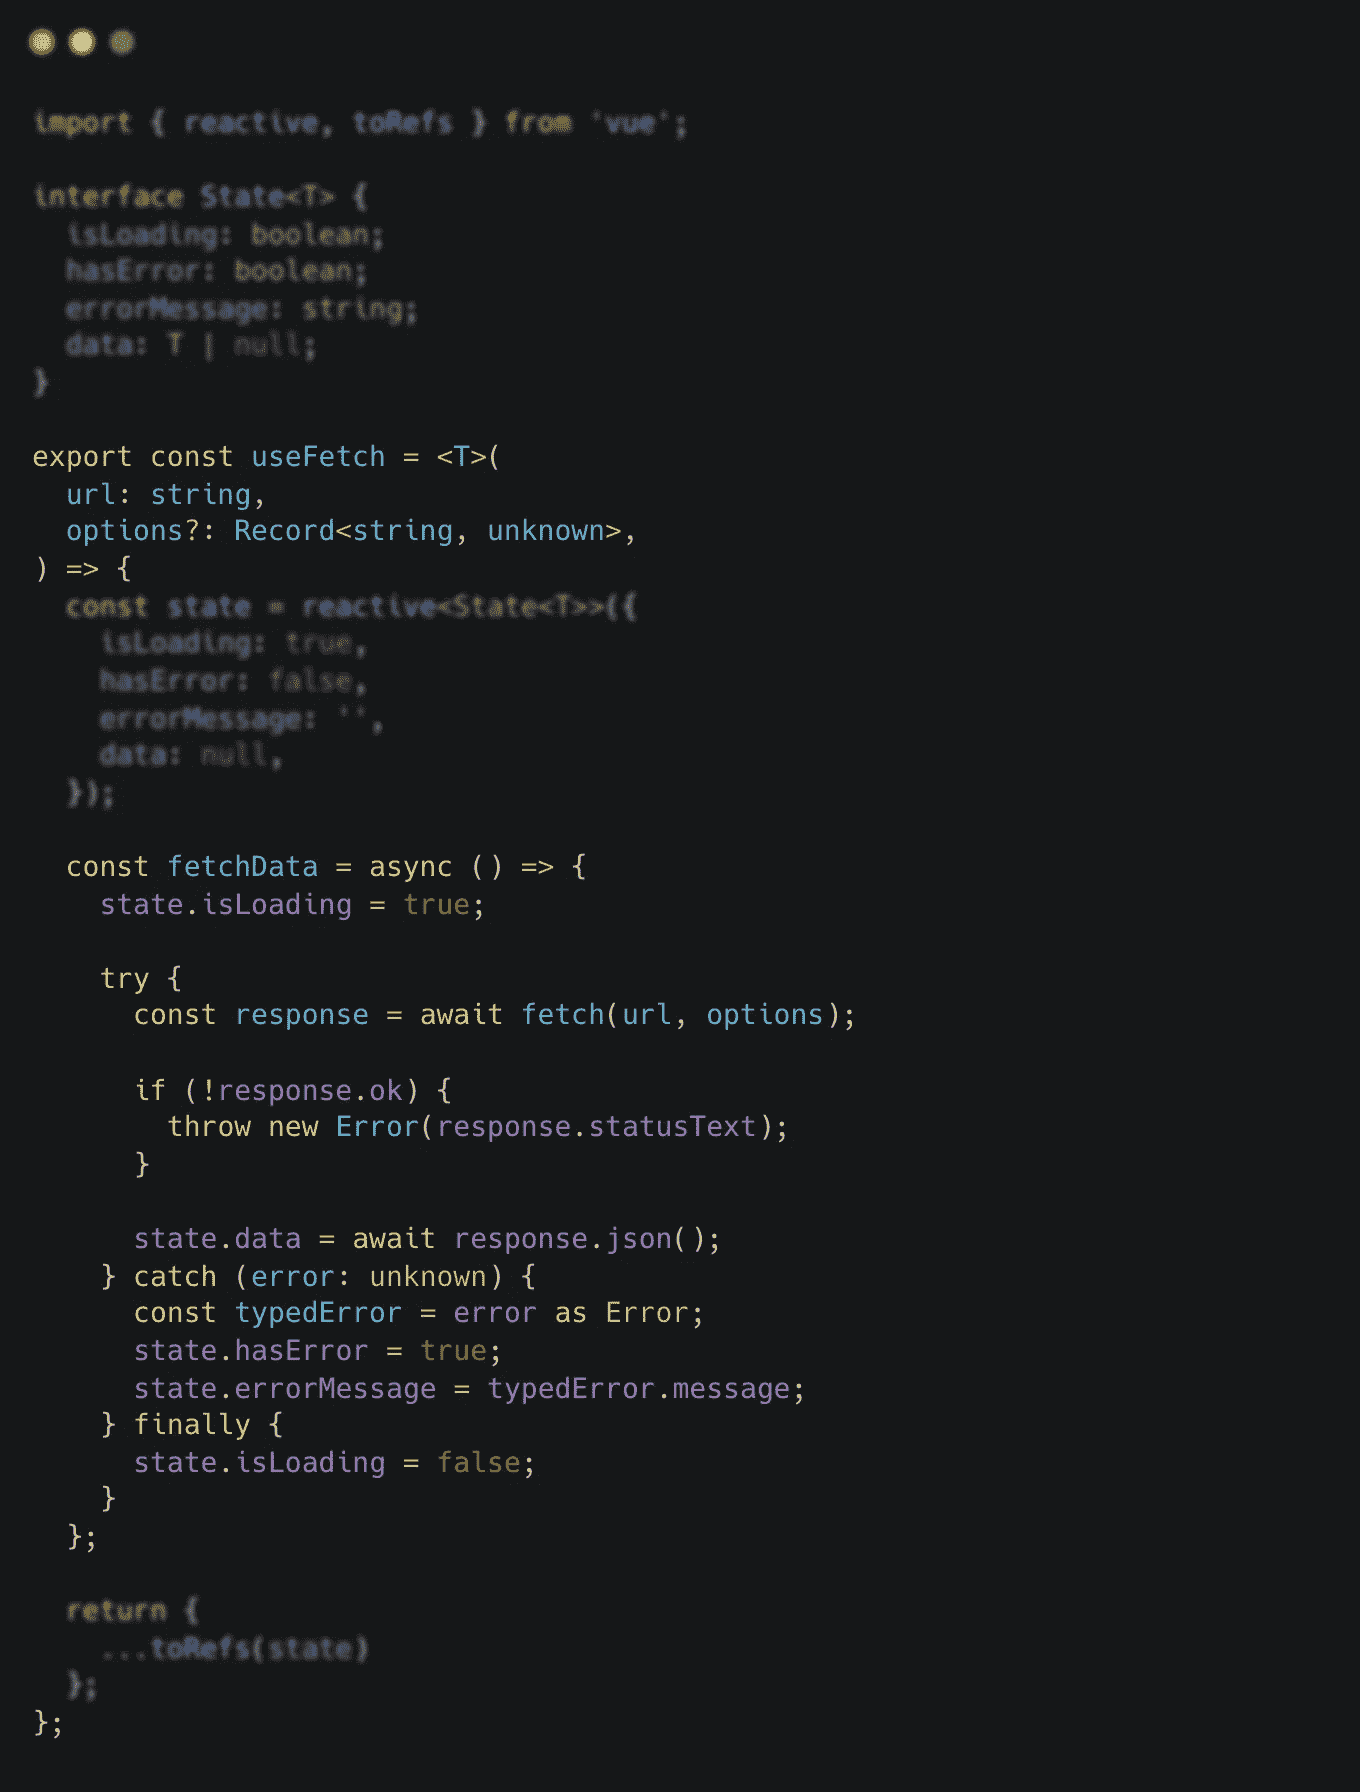 import { reactive, toRefs } from 'vue';
interface State<T> {
isLoading: boolean;
hasError: boolean;
errorMessage: string;
data: T | null;
}
export const useFetch = <T>(
url: string,
options?: Record<string, unknown>,
) => {
const state = reactive<State<T>>({
isLoading: true,
hasError: false,
errorMessage: '',
data: null,
});
const fetchData = async () => {
state.isLoading = true;
try {
const response = await fetch(url, options);
if (!response.ok) {
throw new Error(response.statusText);
}
state.data = await response.json();
} catch (error: unknown) {
const typedError = error as Error;
state.hasError = true;
state.errorMessage = typedError.message;
} finally {
state.isLoading = false;
}
};
return {
...toRefs(state)
};
};